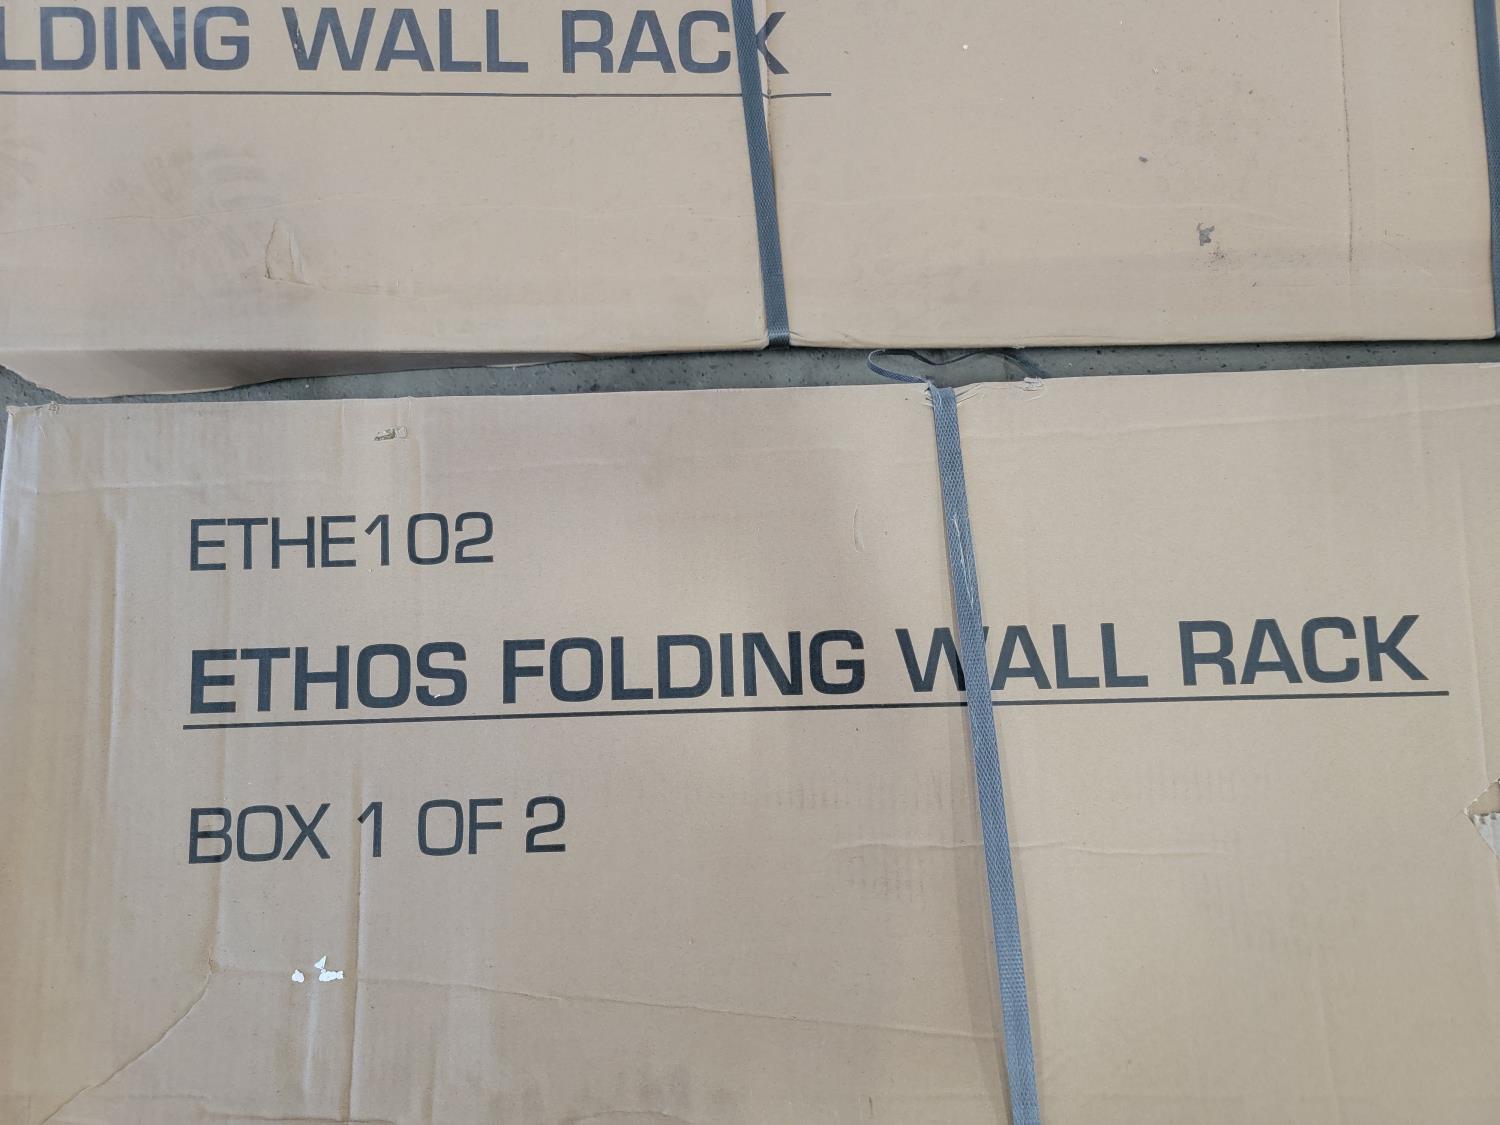 LDING WALL RACK
ETHE102
ETHOS FOLDING WALL RACK
BOX 1 OF 2